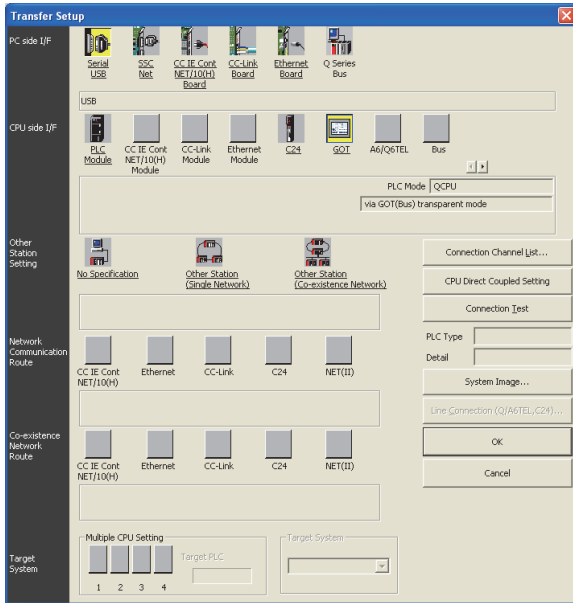 Transfer Setup
PC side I/F
Serial USB
SSC Net
CC IE Cont NET/10(H) Board
CC-Link Board
Ethernet Board
Q Series Bus
USB
CPU side I/F
PLC Module
CC IE Cont NET/10(H) Module
CC-Link Module
Ethernet Module
C24
GOT
A6/Q6TEL
Bus
PLC Mode QCPU
via GOT(Bus) transparent mode
Other Station Setting
No Specification
Other Station (Single Network)
Other Station (Co-existence Network)
Connection Channel List...
CPU Direct Coupled Setting
Connection Test
PLC Type
Detail
System Image...
Line Connection (Q/A6TEL,C24)...
OK
Cancel
Network Communication Route
CC IE Cont NET/10(H)
Ethernet
CC-Link
C24
NET(II)
Co-existence Network Route
CC IE Cont NET/10(H)
Ethernet
CC-Link
C24
NET(II)
Target System
Multiple CPU Setting
1 2 3 4
Target PLC
Target System